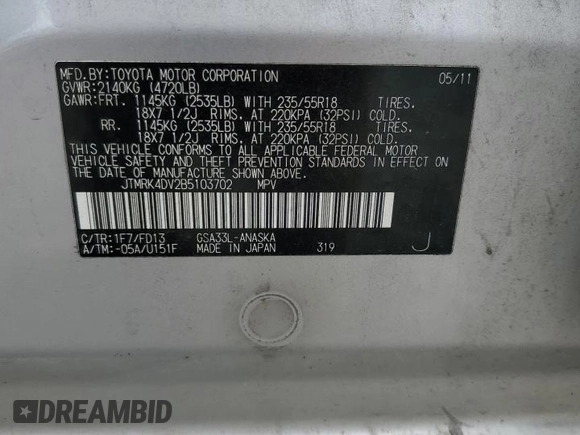 MFD.BY:TOYOTA MOTOR CORPORATION 05/11
GVWR:2140KG (4720LB)
GAWR:FRT. 1145KG (2535LB) WITH 235/55R18 TIRES.
18X7 1/2J RIMS. AT 220KPA (32PSI) COLD.
RR. 1145KG (2535LB) WITH 235/55R18 TIRES.
18X7 1/2J RIMS. AT 220KPA (32PSI) COLD.
THIS VEHICLE CONFORMS TO ALL APPLICABLE FEDERAL MOTOR
VEHICLE SAFETY AND THEFT PREVENTION STANDARDS IN EFFECT ON
THE DATE OF MANUFACTURE SHOWN ABOVE.
JTMRK4DV2B5103702 MPV
C/TR:1F7/FD13 GSA33L-ANASKA
A/TM:-05A/U151F MADE IN JAPAN 319 J
DREAMBID